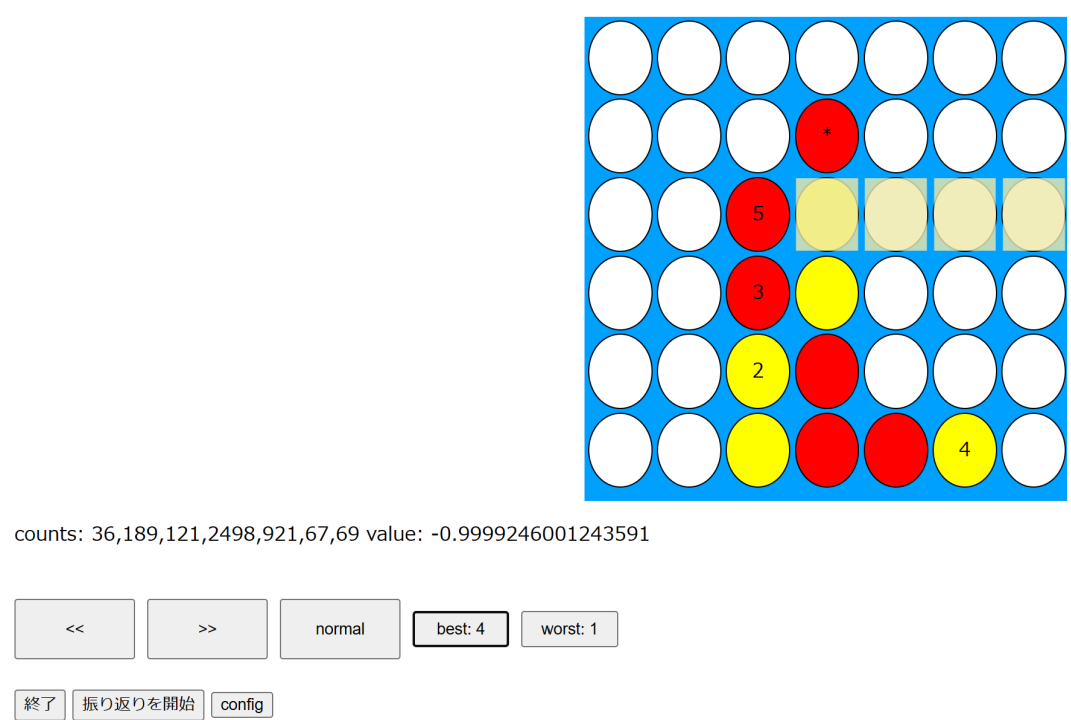 *
5
3
2
4
counts: 36,189,121,2498,921,67,69 value: -0.9999246001243591
<< >> normal best: 4 worst: 1
終了 振り返りを開始 config